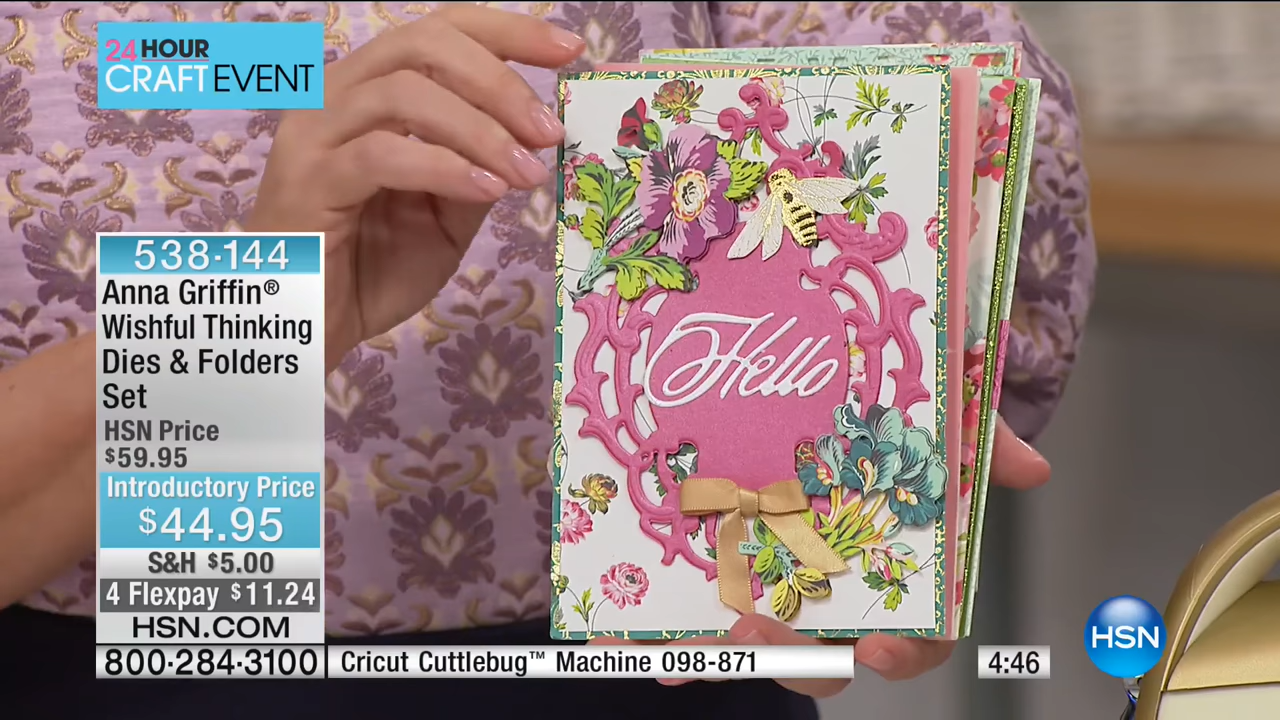 24 HOUR
CRAFT EVENT
538·144
Anna Griffin®
Wishful Thinking
Dies & Folders
Set
HSN Price
$59.95
Introductory Price
$44.95
S&H $5.00
4 Flexpay $11.24
HSN.COM
800·284·3100
Cricut Cuttlebug™ Machine 098-871
4:46
HSN
Hello